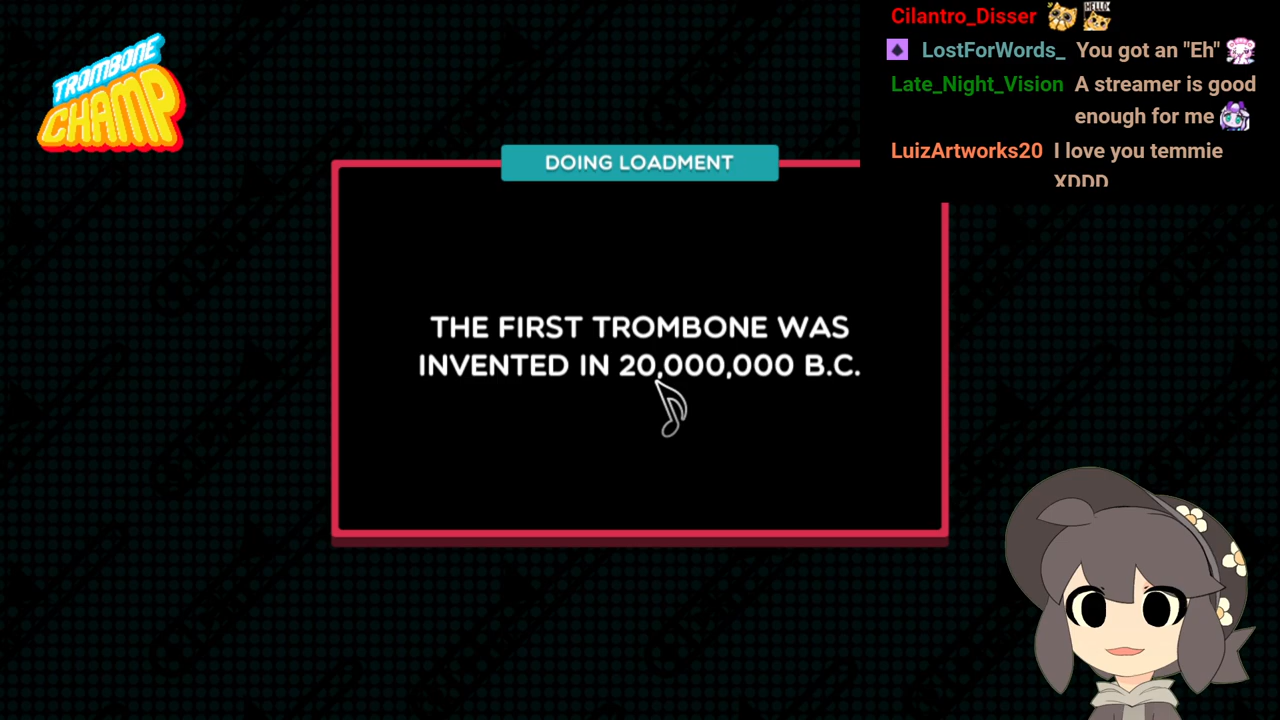 TROMBONE
CHAMP
DOING LOADMENT
THE FIRST TROMBONE WAS
INVENTED IN 20,000,000 B.C.
Cilantro_Disser HELLO
LostForWords_ You got an "Eh"
Late_Night_Vision A streamer is good
enough for me
LuizArtworks20 I love you temmie
XDDD